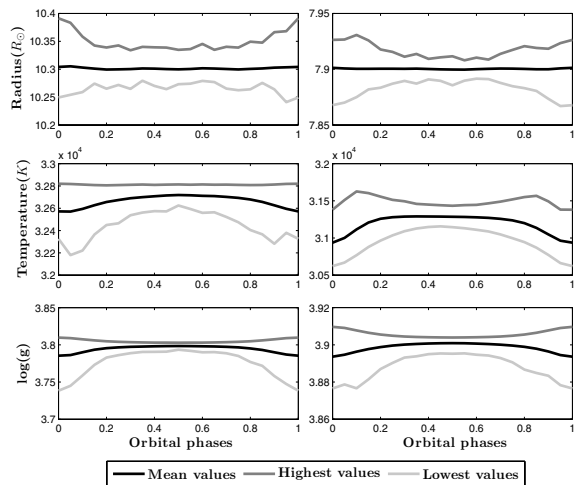 10.4
10.35
10.3
10.25
10.2
Radius(R⊙)
0 0.2 0.4 0.6 0.8 1
7.95
7.9
7.85
0 0.2 0.4 0.6 0.8 1
x 10⁴
3.28
3.26
3.24
3.22
3.2
Temperature(K)
0 0.2 0.4 0.6 0.8 1
x 10⁴
3.2
3.15
3.1
3.05
0 0.2 0.4 0.6 0.8 1
3.85
3.8
3.75
3.7
log(g)
0 0.2 0.4 0.6 0.8 1
Orbital phases
3.92
3.9
3.88
3.86
0 0.2 0.4 0.6 0.8 1
Orbital phases
Mean values Highest values Lowest values